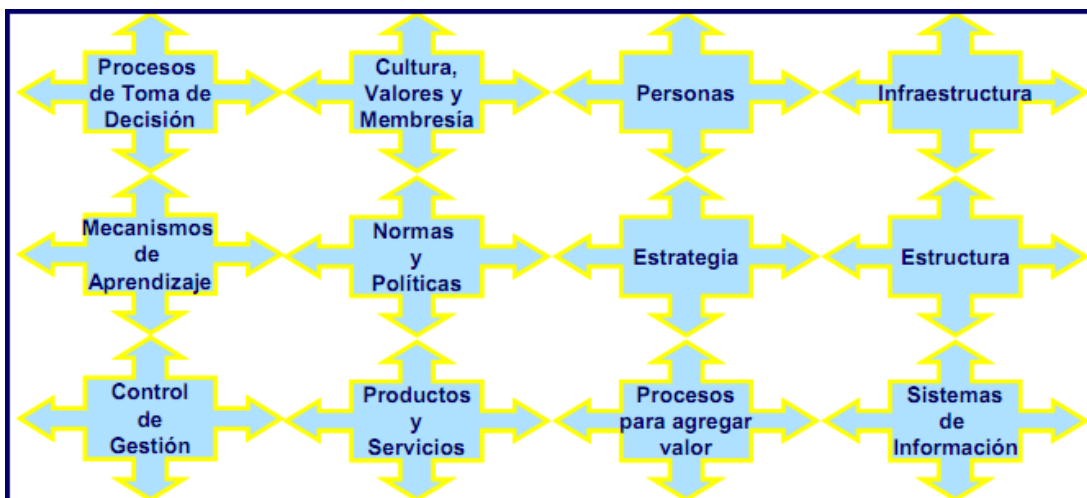 Procesos
de Toma de
Decisión
Cultura,
Valores y
Membresía
Personas
Infraestructura
Mecanismos
de
Aprendizaje
Normas
y
Políticas
Estrategia
Estructura
Control
de
Gestión
Productos
y
Servicios
Procesos
para agregar
valor
Sistemas
de
Información